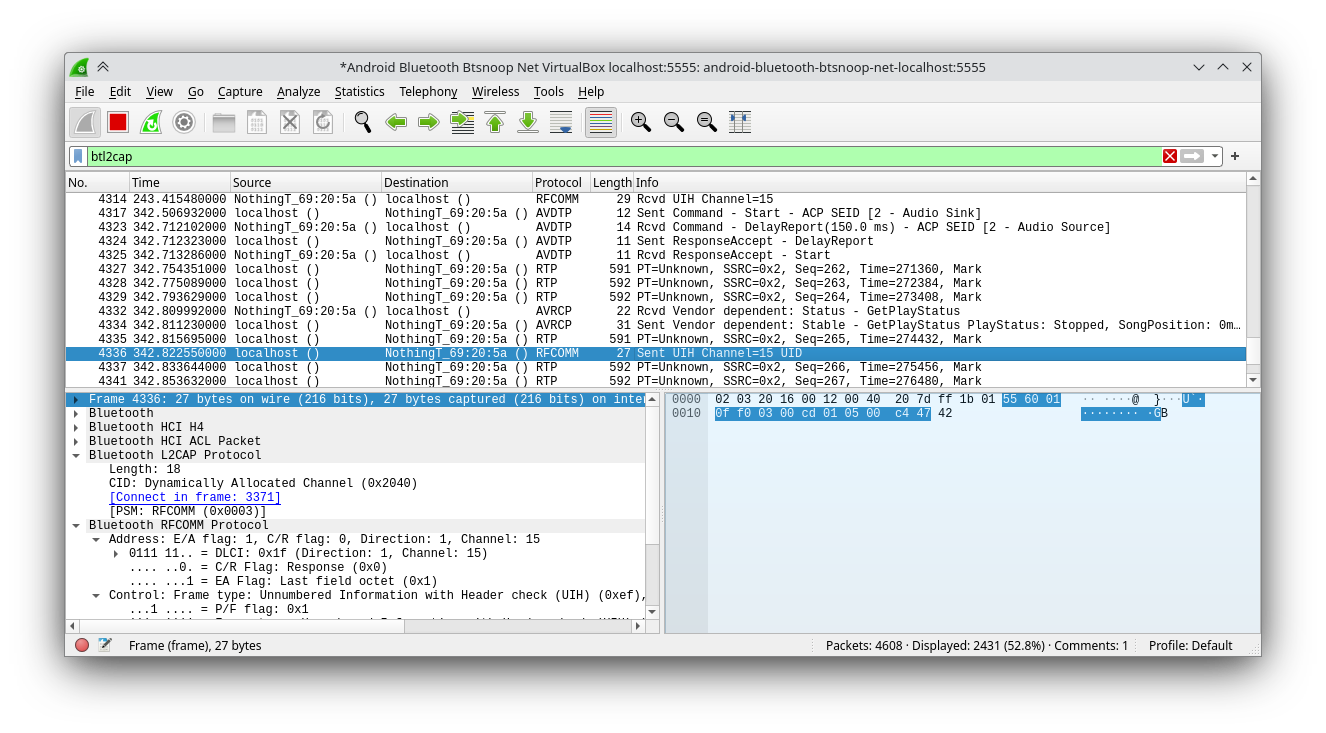 *Android Bluetooth Btsnoop Net VirtualBox localhost:5555: android-bluetooth-btsnoop-net-localhost:5555
File Edit View Go Capture Analyze Statistics Telephony Wireless Tools Help
btl2cap
No. Time Source Destination Protocol Length Info
4314 243.415480000 NothingT_69:20:5a () localhost () RFCOMM 29 Rcvd UIH Channel=15
4317 342.506932000 localhost () NothingT_69:20:5a () AVDTP 12 Sent Command - Start - ACP SEID [2 - Audio Sink]
4323 342.712102000 NothingT_69:20:5a () localhost () AVDTP 14 Rcvd Command - DelayReport(150.0 ms) - ACP SEID [2 - Audio Source]
4324 342.712323000 localhost () NothingT_69:20:5a () AVDTP 11 Sent ResponseAccept - DelayReport
4325 342.713286000 NothingT_69:20:5a () localhost () AVDTP 11 Rcvd ResponseAccept - Start
4327 342.754351000 localhost () NothingT_69:20:5a () RTP 591 PT=Unknown, SSRC=0x2, Seq=262, Time=271360, Mark
4328 342.775089000 localhost () NothingT_69:20:5a () RTP 592 PT=Unknown, SSRC=0x2, Seq=263, Time=272384, Mark
4329 342.793629000 localhost () NothingT_69:20:5a () RTP 592 PT=Unknown, SSRC=0x2, Seq=264, Time=273408, Mark
4332 342.809992000 NothingT_69:20:5a () localhost () AVRCP 22 Rcvd Vendor dependent: Status - GetPlayStatus
4334 342.811230000 localhost () NothingT_69:20:5a () AVRCP 31 Sent Vendor dependent: Stable - GetPlayStatus PlayStatus: Stopped, SongPosition: 0m…
4335 342.815695000 localhost () NothingT_69:20:5a () RTP 591 PT=Unknown, SSRC=0x2, Seq=265, Time=274432, Mark
4336 342.822550000 localhost () NothingT_69:20:5a () RFCOMM 27 Sent UIH Channel=15 UID
4337 342.833644000 localhost () NothingT_69:20:5a () RTP 592 PT=Unknown, SSRC=0x2, Seq=266, Time=275456, Mark
4341 342.853632000 localhost () NothingT_69:20:5a () RTP 592 PT=Unknown, SSRC=0x2, Seq=267, Time=276480, Mark
Frame 4336: 27 bytes on wire (216 bits), 27 bytes captured (216 bits) on inter
Bluetooth
Bluetooth HCI H4
Bluetooth HCI ACL Packet
Bluetooth L2CAP Protocol
Length: 18
CID: Dynamically Allocated Channel (0x2040)
[Connect in frame: 3371]
[PSM: RFCOMM (0x0003)]
Bluetooth RFCOMM Protocol
Address: E/A flag: 1, C/R flag: 0, Direction: 1, Channel: 15
0111 11.. = DLCI: 0x1f (Direction: 1, Channel: 15)
.... ..0. = C/R Flag: Response (0x0)
.... ...1 = EA Flag: Last field octet (0x1)
Control: Frame type: Unnumbered Information with Header check (UIH) (0xef),
...1 .... = P/F flag: 0x1
0000 02 03 20 16 00 12 00 40 20 7d ff 1b 01 55 60 01 ·· ····@ }···U`·
0010 0f f0 03 00 cd 01 05 00 c4 47 42 ········ ·GB
Frame (frame), 27 bytes
Packets: 4608 · Displayed: 2431 (52.8%) · Comments: 1
Profile: Default